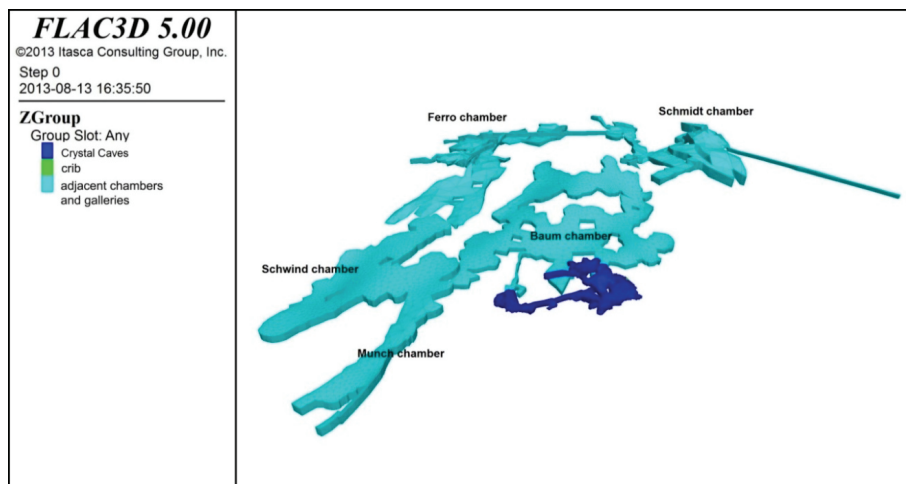 FLAC3D 5.00
©2013 Itasca Consulting Group, Inc.
Step 0
2013-08-13 16:35:50
ZGroup
Group Slot: Any
Crystal Caves
crib
adjacent chambers
and galleries
Ferro chamber
Schmidt chamber
Baum chamber
Schwind chamber
Munch chamber